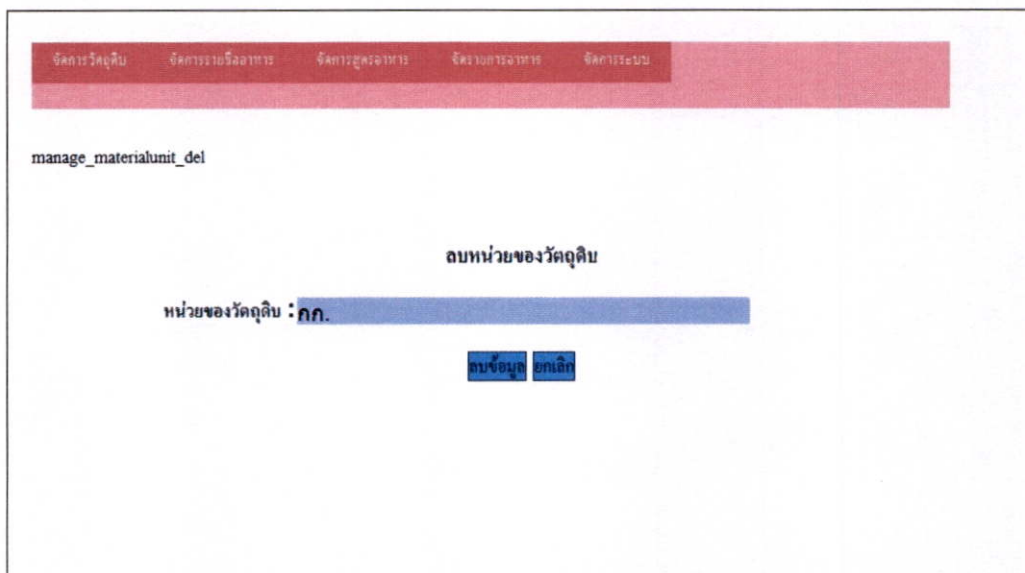 จัดการวัตถุดิบ จัดการรายชื่ออาหาร จัดการสูตรอาหาร จัดรายการอาหาร จัดการระบบ
manage_materialunit_del
ลบหน่วยของวัตถุดิบ
หน่วยของวัตถุดิบ : กก.
ลบข้อมูล ยกเลิก